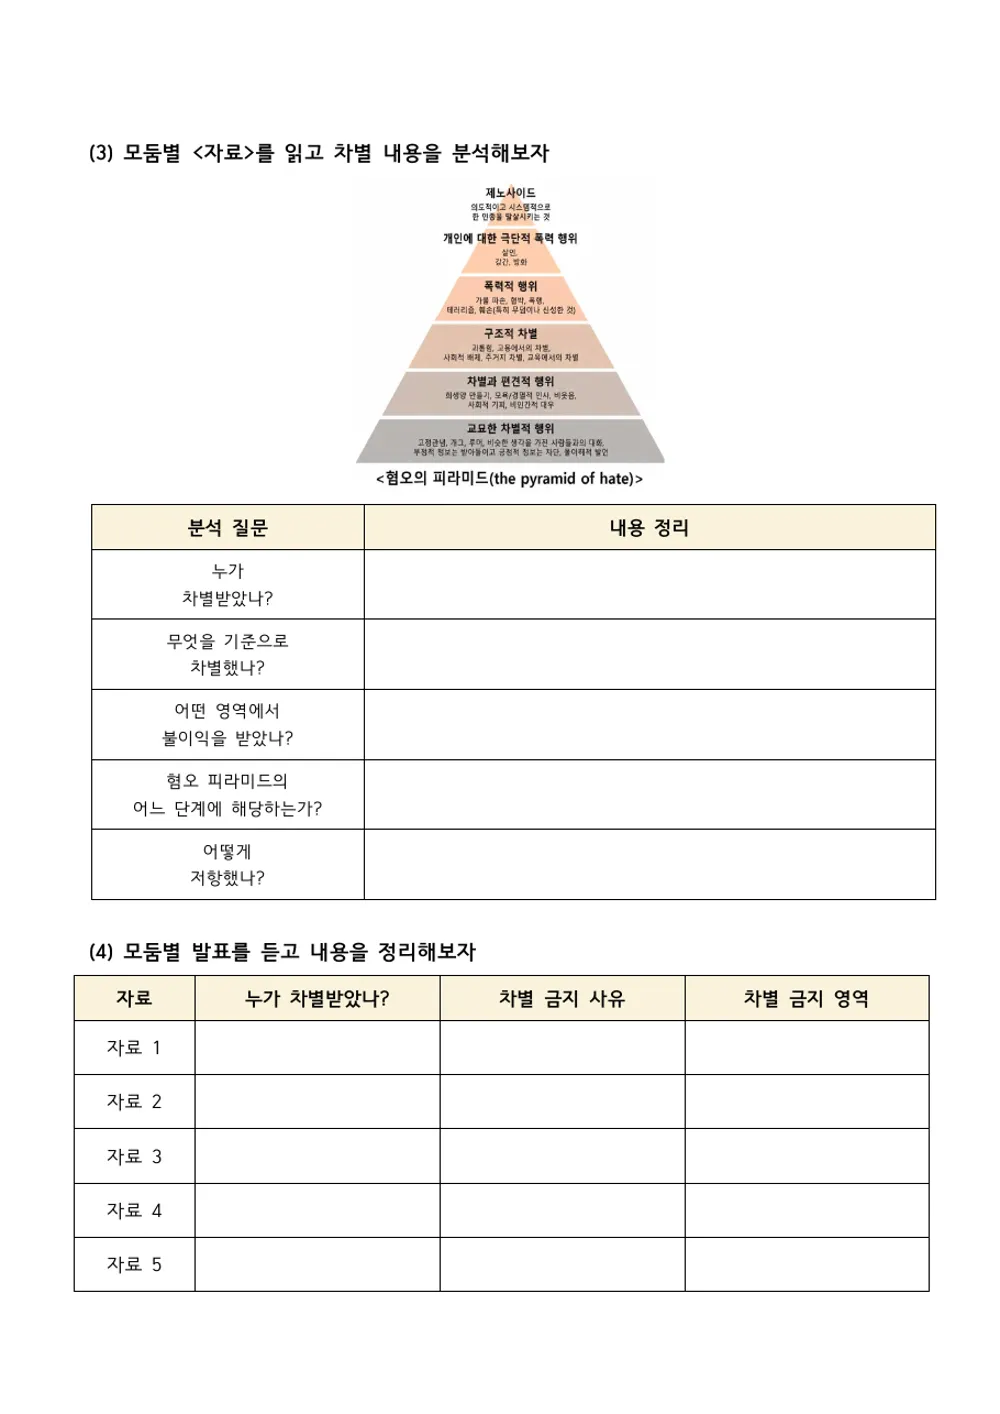 (3) 모둠별 <자료>를 읽고 차별 내용을 분석해보자
제노사이드
의도적이고 시스템적으로
한 인종을 말살시키는 것
개인에 대한 극단적 폭력 행위
살인,
강간, 방화
폭력적 행위
가물 파손, 협박, 폭행,
테러리즘, 훼손(특히 무덤이나 신성한 것)
구조적 차별
괴롭힘, 고용에서의 차별,
사회적 배제, 주거지 차별, 교육에서의 차별
차별과 편견적 행위
희생양 만들기, 모욕/경멸적 인사, 비웃음,
사회적 기피, 비인간적 대우
교묘한 차별적 행위
고정관념, 개그, 루머, 비슷한 생각을 가진 사람들과의 대화,
부정적 정보는 받아들이고 긍정적 정보는 차단, 몰이해적 발언
<혐오의 피라미드(the pyramid of hate)>
분석 질문 내용 정리
누가
차별받았나?
무엇을 기준으로
차별했나?
어떤 영역에서
불이익을 받았나?
혐오 피라미드의
어느 단계에 해당하는가?
어떻게
저항했나?
(4) 모둠별 발표를 듣고 내용을 정리해보자
자료 누가 차별받았나? 차별 금지 사유 차별 금지 영역
자료 1
자료 2
자료 3
자료 4
자료 5